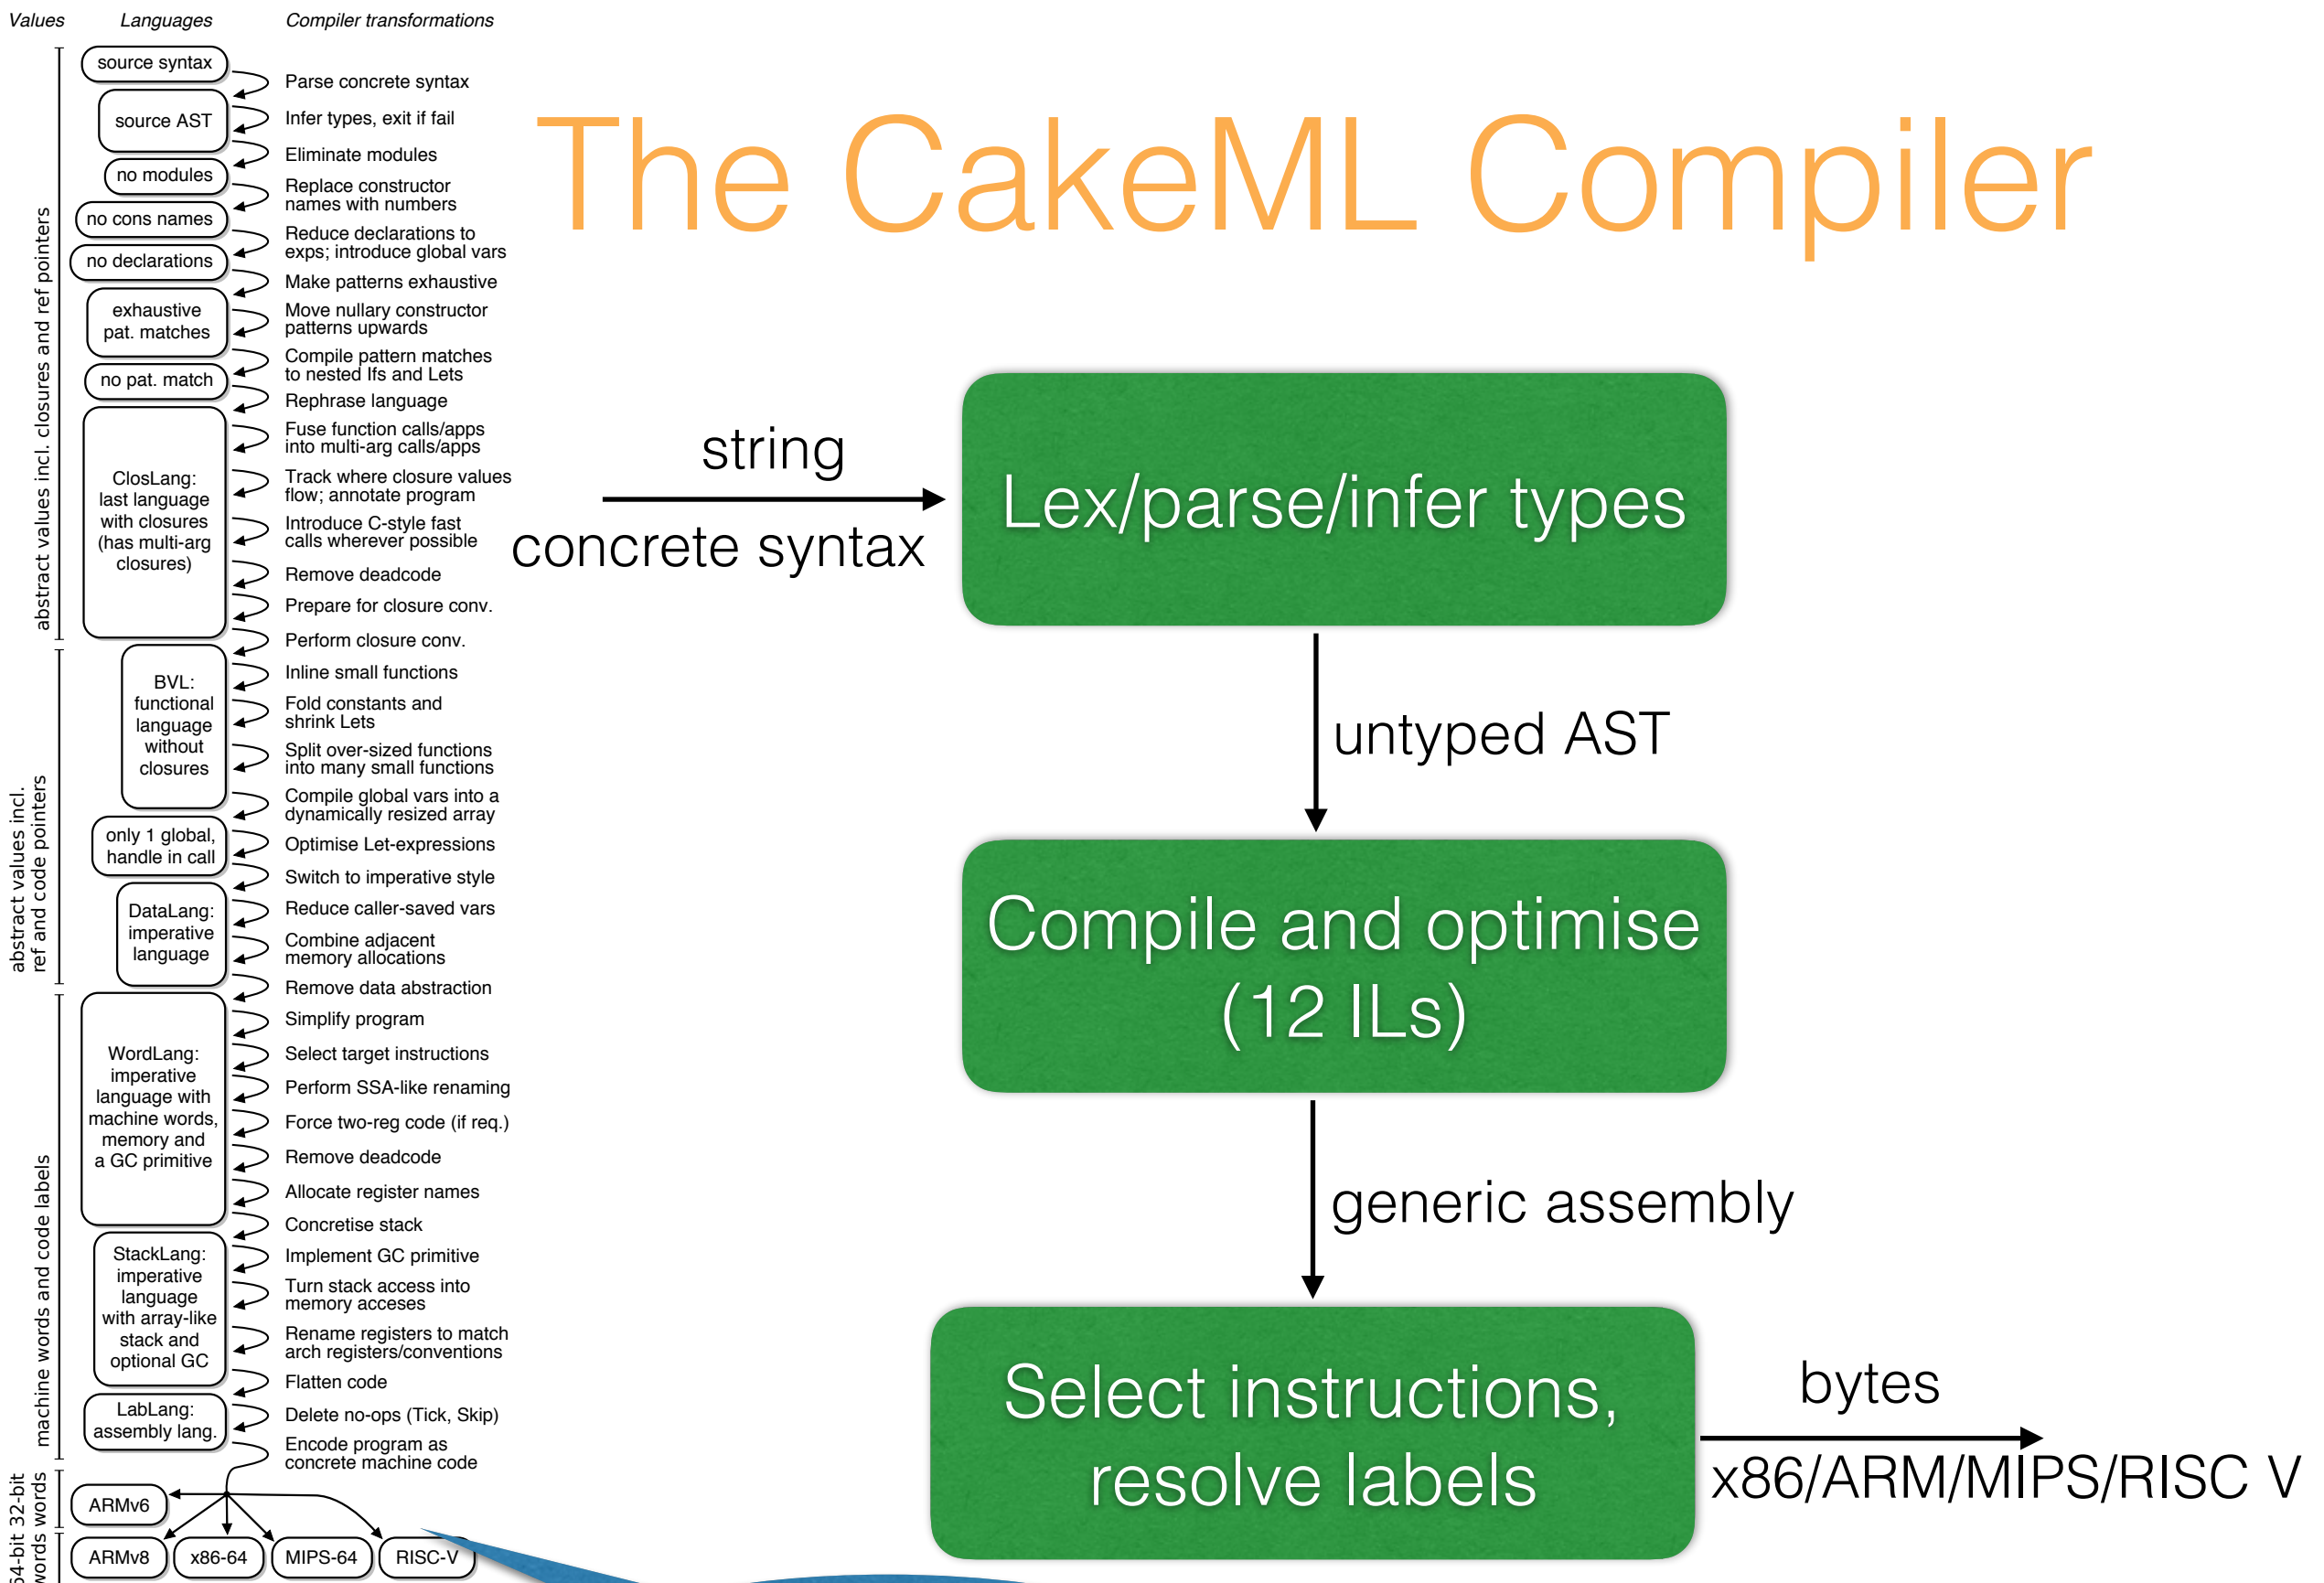 Values Languages Compiler transformations
The CakeML Compiler
abstract values incl. closures and ref pointers
source syntax
Parse concrete syntax
source AST
Infer types, exit if fail
Eliminate modules
no modules
Replace constructor
names with numbers
no cons names
Reduce declarations to
exps; introduce global vars
no declarations
Make patterns exhaustive
exhaustive
pat. matches
Move nullary constructor
patterns upwards
Compile pattern matches
to nested Ifs and Lets
no pat. match
Rephrase language
ClosLang:
last language
with closures
(has multi-arg
closures)
Fuse function calls/apps
into multi-arg calls/apps
Track where closure values
flow; annotate program
Introduce C-style fast
calls wherever possible
Remove deadcode
Prepare for closure conv.
Perform closure conv.
abstract values incl.
ref and code pointers
BVL:
functional
language
without
closures
Inline small functions
Fold constants and
shrink Lets
Split over-sized functions
into many small functions
Compile global vars into a
dynamically resized array
only 1 global,
handle in call
Optimise Let-expressions
Switch to imperative style
DataLang:
imperative
language
Reduce caller-saved vars
Combine adjacent
memory allocations
Remove data abstraction
machine words and code labels
WordLang:
imperative
language with
machine words,
memory and
a GC primitive
Simplify program
Select target instructions
Perform SSA-like renaming
Force two-reg code (if req.)
Remove deadcode
Allocate register names
Concretise stack
StackLang:
imperative
language
with array-like
stack and
optional GC
Implement GC primitive
Turn stack access into
memory acceses
Rename registers to match
arch registers/conventions
Flatten code
LabLang:
assembly lang.
Delete no-ops (Tick, Skip)
Encode program as
concrete machine code
32-bit
words
ARMv6
64-bit
words
ARMv8 x86-64 MIPS-64 RISC-V
string
concrete syntax
Lex/parse/infer types
untyped AST
Compile and optimise
(12 ILs)
generic assembly
Select instructions,
resolve labels
bytes
x86/ARM/MIPS/RISC V